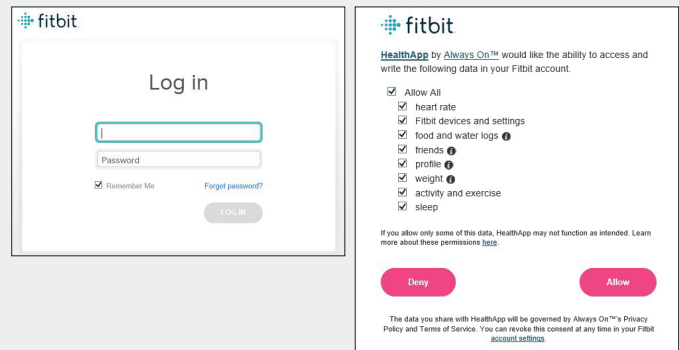 fitbit
Log in
Password
Remember Me Forgot password?
LOG IN
fitbit
HealthApp by Always On™ would like the ability to access and
write the following data in your Fitbit account.
Allow All
heart rate
Fitbit devices and settings
food and water logs
friends
profile
weight
activity and exercise
sleep
If you allow only some of this data, HealthApp may not function as intended. Learn
more about these permissions here.
Deny Allow
The data you share with HealthApp will be governed by Always On™'s Privacy
Policy and Terms of Service. You can revoke this consent at any time in your Fitbit
account settings.